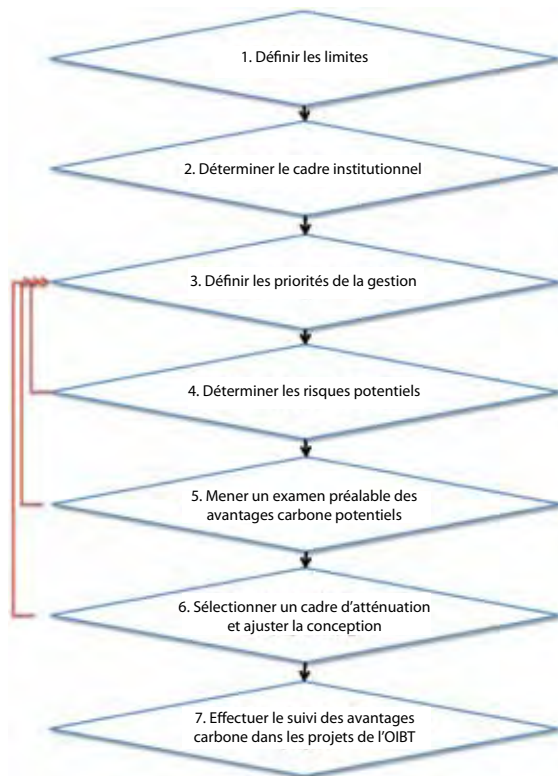 1. Définir les limites
2. Déterminer le cadre institutionnel
3. Définir les priorités de la gestion
4. Déterminer les risques potentiels
5. Mener un examen préalable des
avantages carbone potentiels
6. Sélectionner un cadre d'atténuation
et ajuster la conception
7. Effectuer le suivi des avantages
carbone dans les projets de l'OIBT